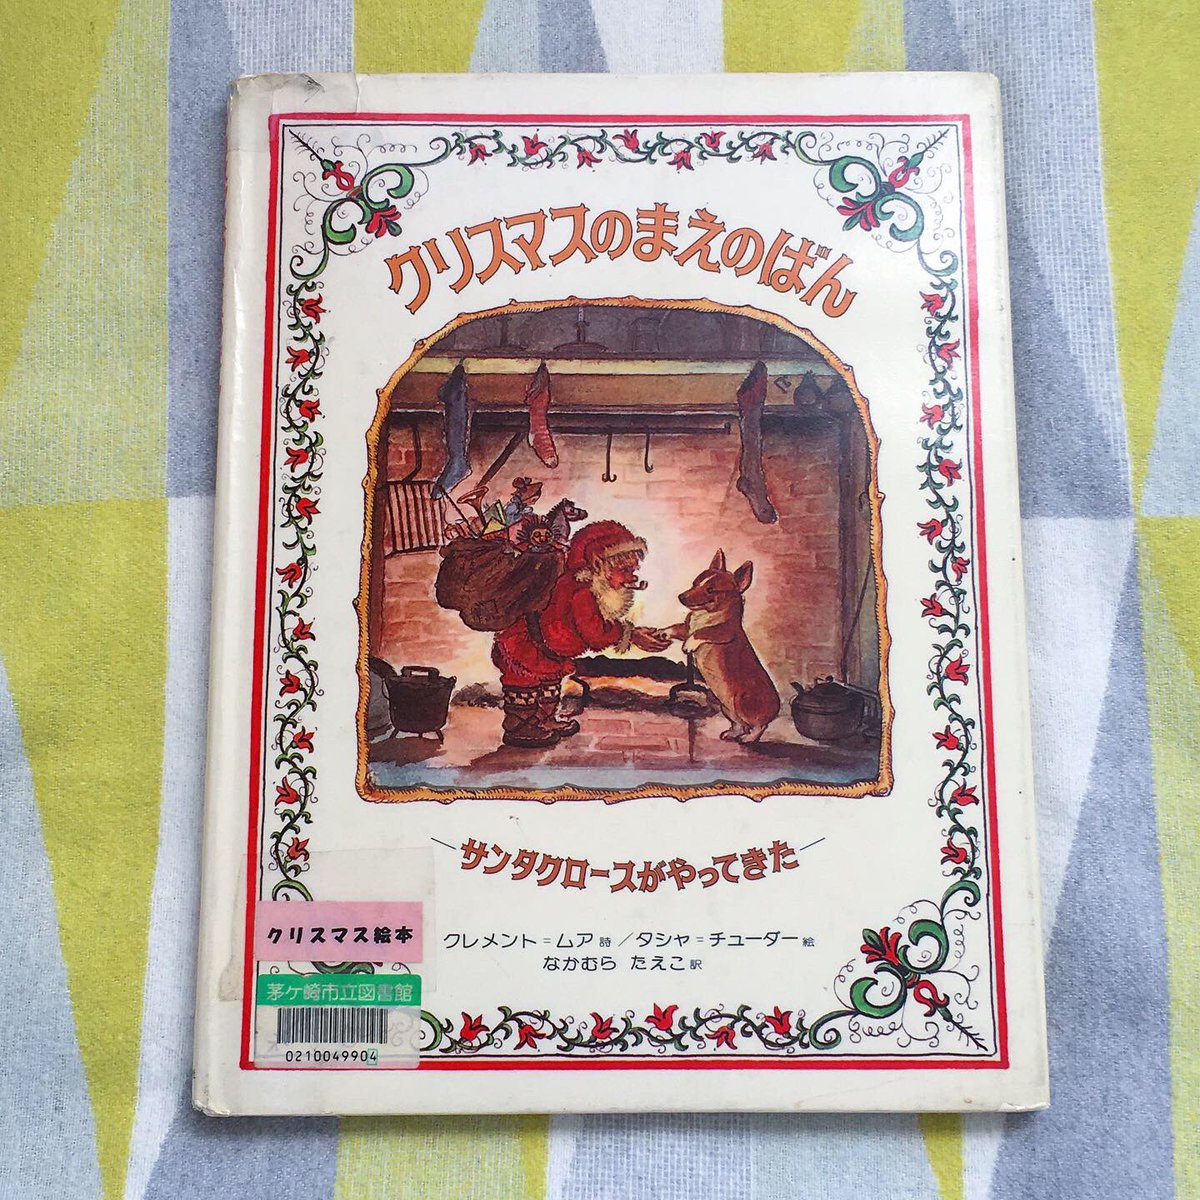 クリスマスのまえのばん
サンタクロースがやってきた
クレメント=ムア詩/タシャ=チューダー絵
なかむら たえこ訳
クリスマス絵本
茅ケ崎市立図書館
0210049904